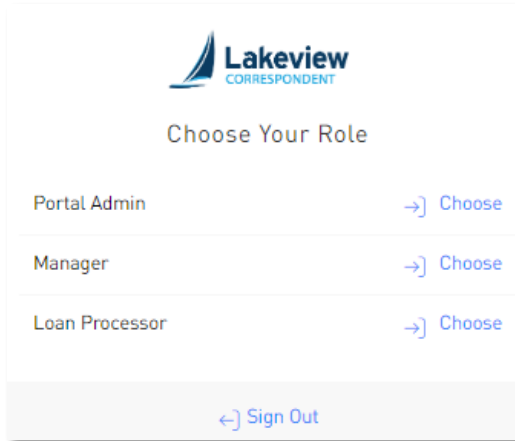 Lakeview
CORRESPONDENT
Choose Your Role
Portal Admin Choose
Manager Choose
Loan Processor Choose
Sign Out